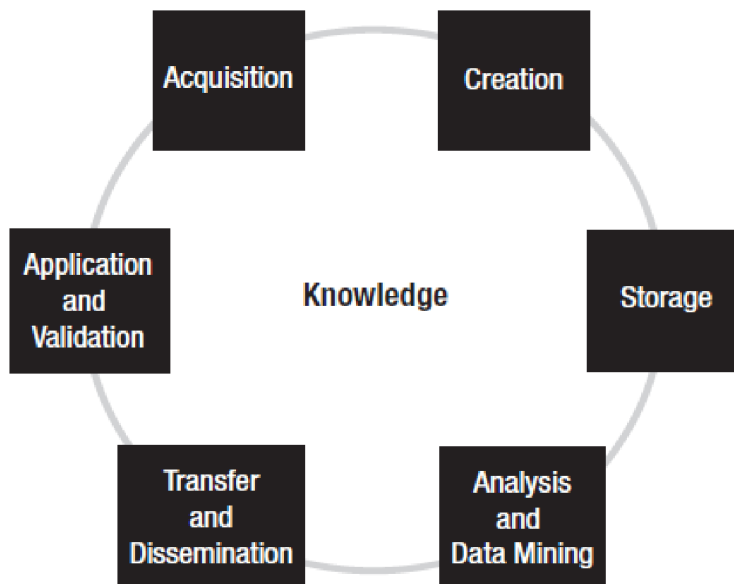 Acquisition
Creation
Application
and
Validation
Knowledge
Storage
Transfer
and
Dissemination
Analysis
and
Data Mining